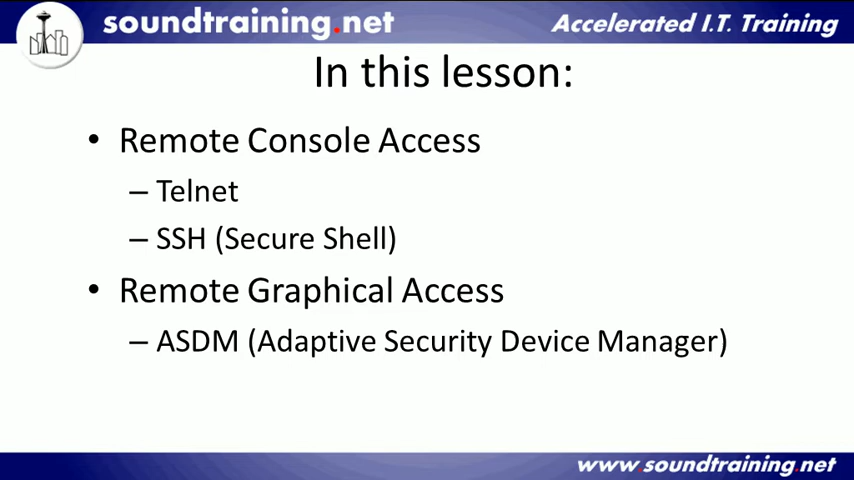 soundtraining.net
Accelerated I.T. Training
In this lesson:
• Remote Console Access
– Telnet
– SSH (Secure Shell)
• Remote Graphical Access
– ASDM (Adaptive Security Device Manager)
www.soundtraining.net